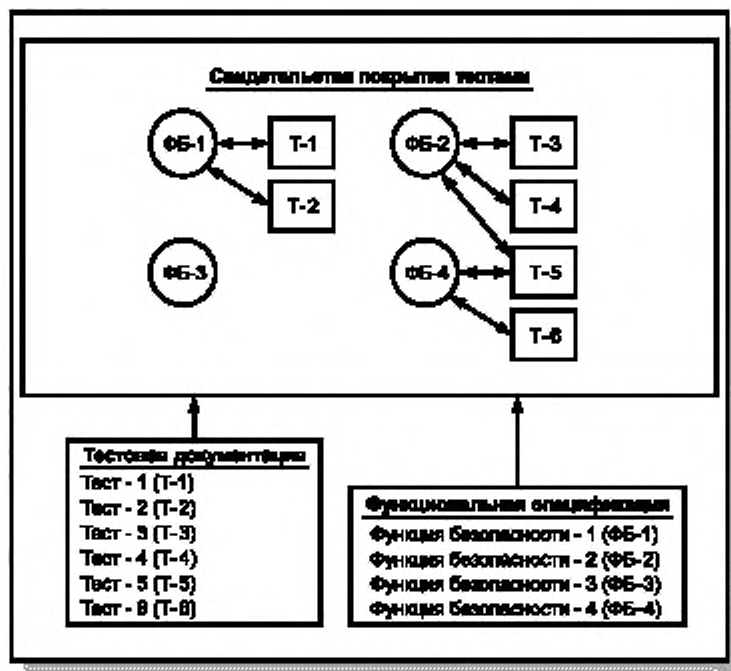 Свидетельства покрытия тестами
ФБ-1
Т-1
ФБ-2
Т-3
Т-2
Т-4
ФБ-3
ФБ-4
Т-5
Т-6
Тестовая документация
Тест - 1 (Т-1)
Тест - 2 (Т-2)
Тест - 3 (Т-3)
Тест - 4 (Т-4)
Тест - 5 (Т-5)
Тест - 6 (Т-6)
Функциональная спецификация
Функция безопасности - 1 (ФБ-1)
Функция безопасности - 2 (ФБ-2)
Функция безопасности - 3 (ФБ-3)
Функция безопасности - 4 (ФБ-4)